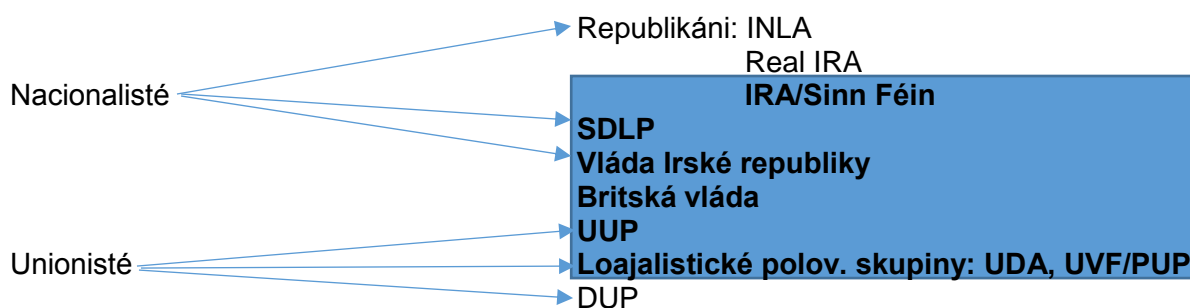 Republikáni: INLA
Real IRA
Nacionalisté
IRA/Sinn Féin
SDLP
Vláda Irské republiky
Britská vláda
UUP
Unionisté
Loajalistické polov. skupiny: UDA, UVF/PUP
DUP